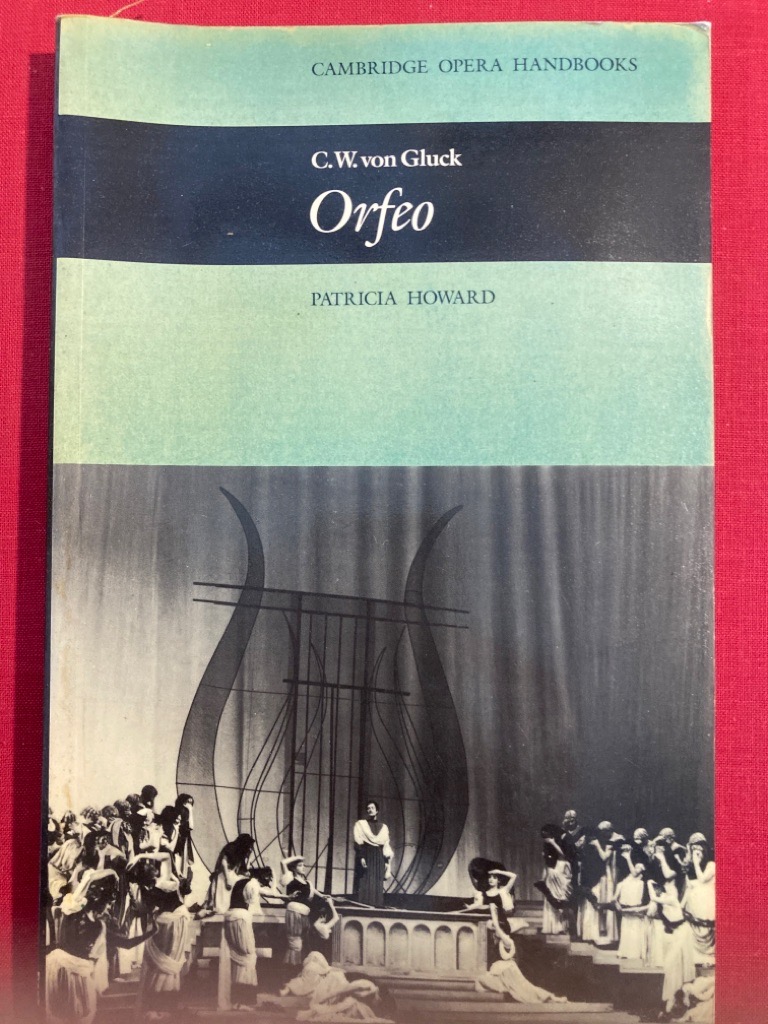 CAMBRIDGE OPERA HANDBOOKS
C.W. von Gluck
Orfeo
PATRICIA HOWARD